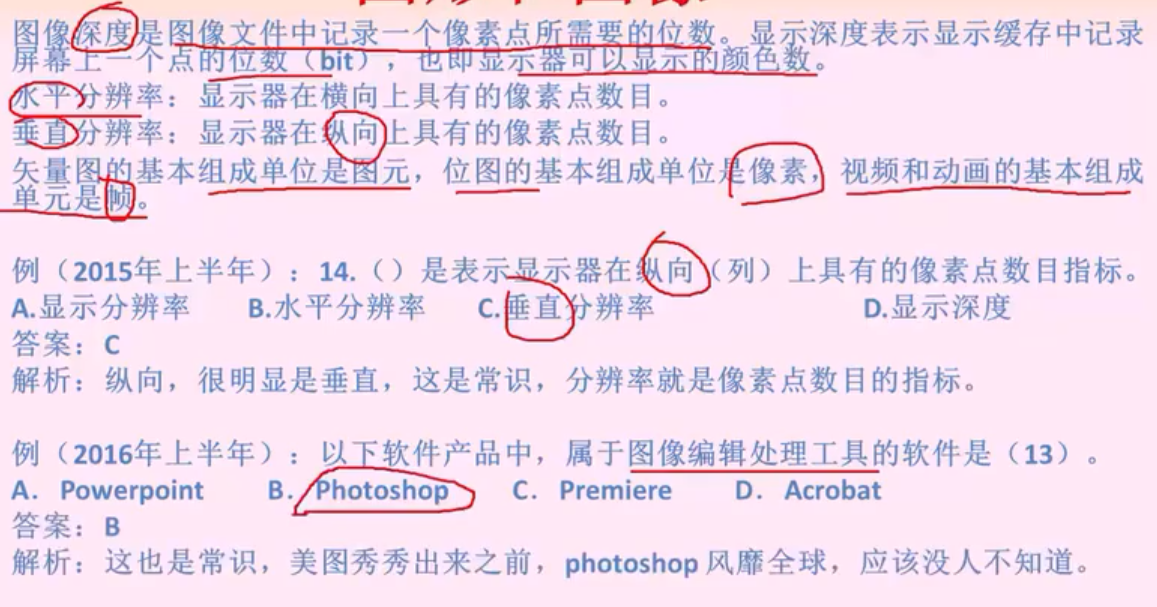 图像深度是图像文件中记录一个像素点所需要的位数。显示深度表示显示缓存中记录
屏幕上一个点的位数（bit），也即显示器可以显示的颜色数。
水平分辨率：显示器在横向上具有的像素点数目。
垂直分辨率：显示器在纵向上具有的像素点数目。
矢量图的基本组成单位是图元，位图的基本组成单位是像素，视频和动画的基本组成
单元是帧。
例（2015年上半年）：14.（）是表示显示器在纵向（列）上具有的像素点数目指标。
A.显示分辨率 B.水平分辨率 C.垂直分辨率 D.显示深度
答案：C
解析：纵向，很明显是垂直，这是常识，分辨率就是像素点数目的指标。
例（2016年上半年）：以下软件产品中，属于图像编辑处理工具的软件是（13）。
A. Powerpoint B. Photoshop C. Premiere D. Acrobat
答案：B
解析：这也是常识，美图秀秀出来之前，photoshop 风靡全球，应该没人不知道。